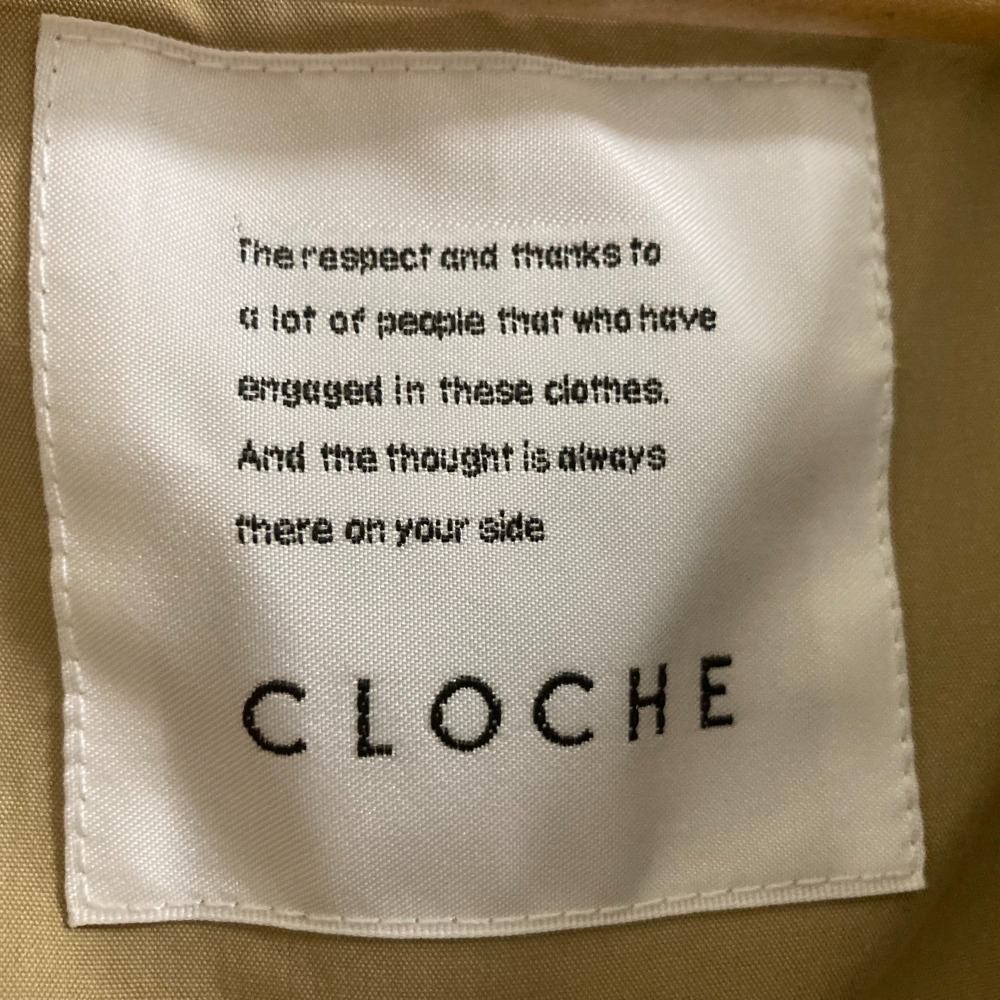 The respect and thanks to
a lot of people that who have
engaged in these clothes.
And the thought is always
there on your side
CLOCHE